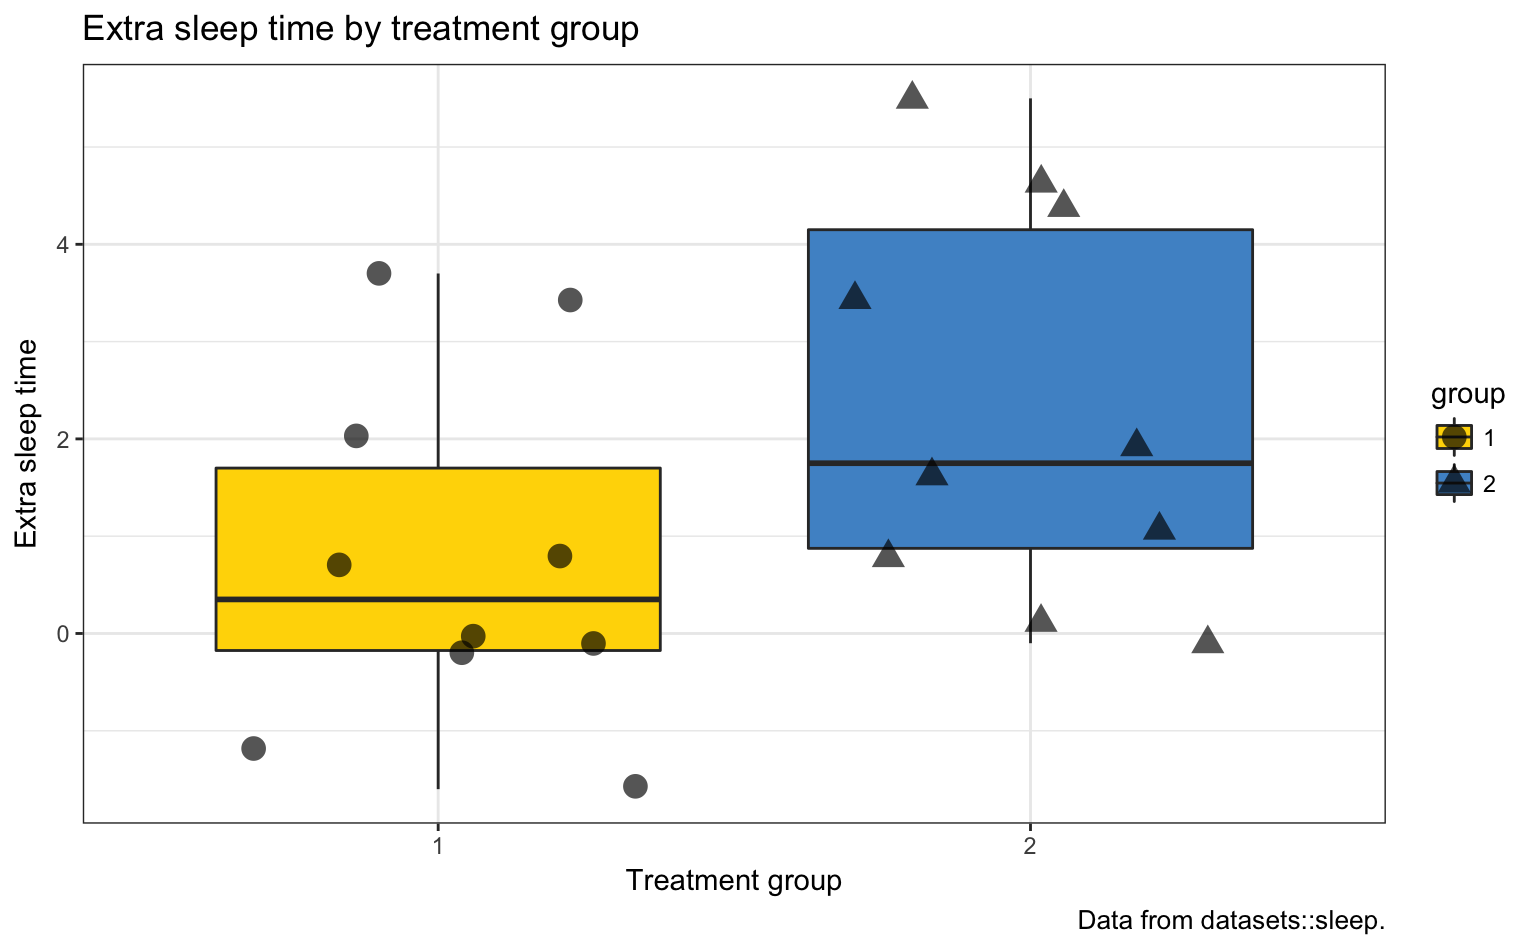 Extra sleep time by treatment group
Extra sleep time
4
2
0
1
2
Treatment group
group
1
2
Data from datasets::sleep.